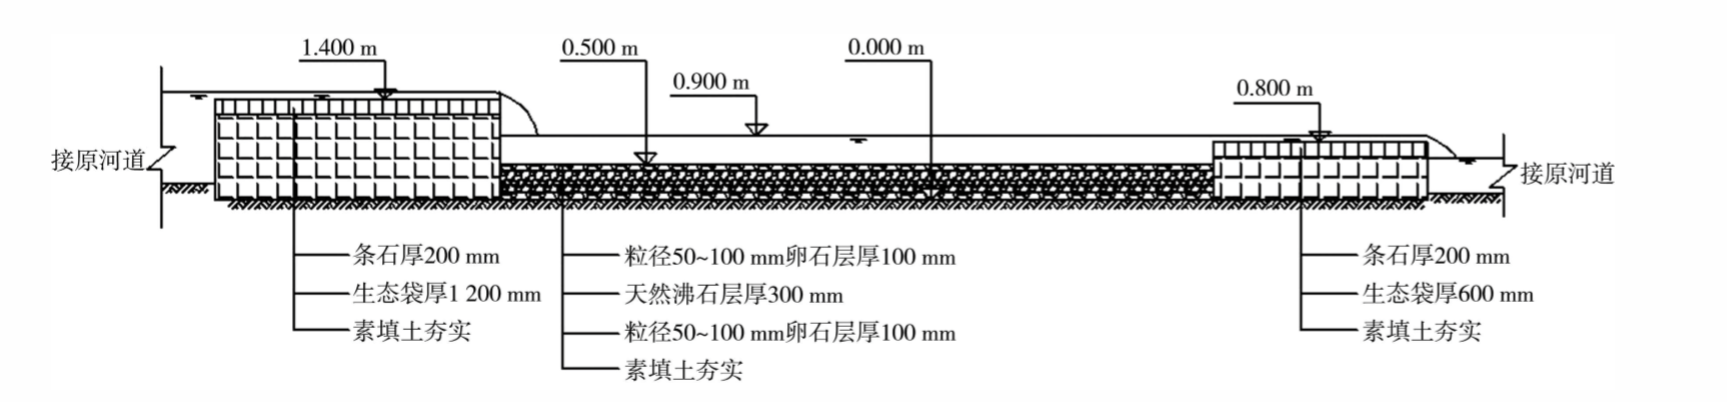 1.400 m
0.500 m
0.000 m
0.900 m
0.800 m
接原河道
接原河道
条石厚200 mm
生态袋厚1 200 mm
素填土夯实
粒径50~100 mm卵石层厚100 mm
天然沸石层厚300 mm
粒径50~100 mm卵石层厚100 mm
素填土夯实
条石厚200 mm
生态袋厚600 mm
素填土夯实